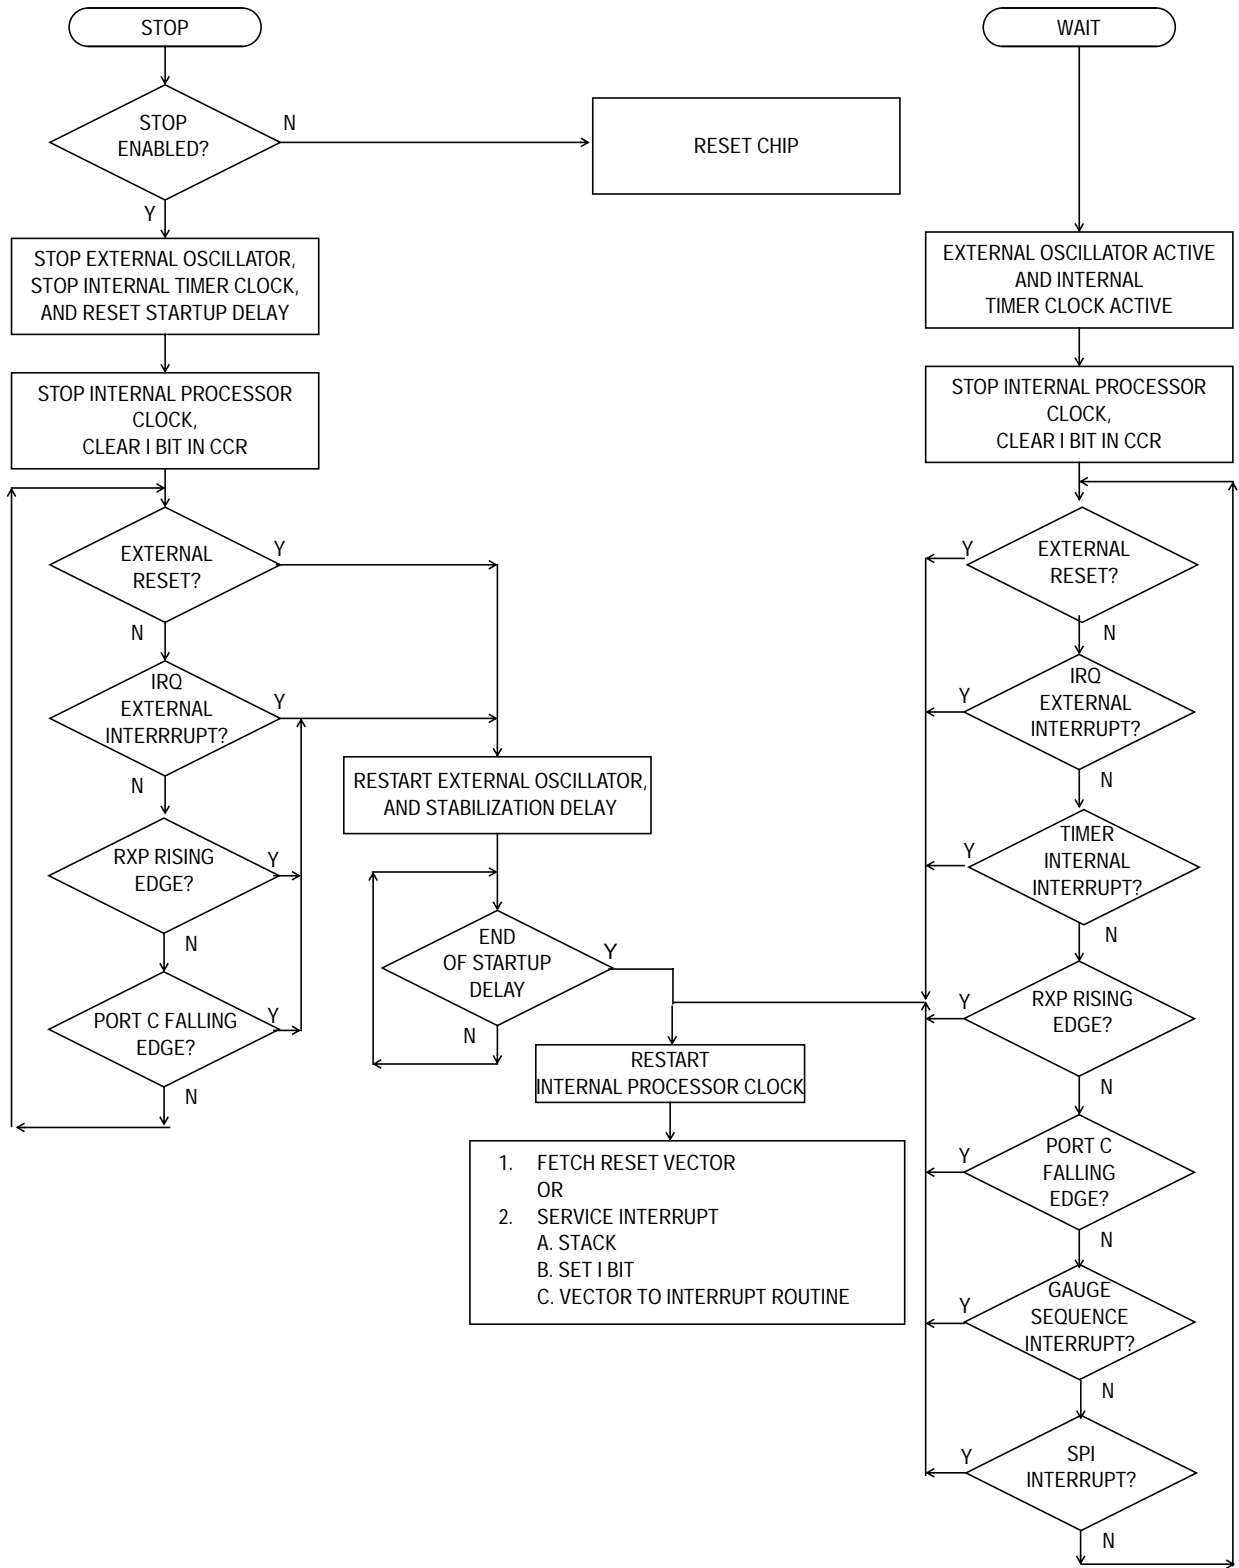 STOP
WAIT
STOP
ENABLED?
N
RESET CHIP
Y
STOP EXTERNAL OSCILLATOR,
STOP INTERNAL TIMER CLOCK,
AND RESET STARTUP DELAY
EXTERNAL OSCILLATOR ACTIVE
AND INTERNAL
TIMER CLOCK ACTIVE
STOP INTERNAL PROCESSOR
CLOCK,
CLEAR I BIT IN CCR
STOP INTERNAL PROCESSOR
CLOCK,
CLEAR I BIT IN CCR
EXTERNAL
RESET?
Y
N
IRQ
EXTERNAL
INTERRRUPT?
Y
N
RXP RISING
EDGE?
Y
N
PORT C FALLING
EDGE?
Y
N
RESTART EXTERNAL OSCILLATOR,
AND STABILIZATION DELAY
END
OF STARTUP
DELAY
Y
N
RESTART
INTERNAL PROCESSOR CLOCK
1. FETCH RESET VECTOR
OR
2. SERVICE INTERRUPT
A. STACK
B. SET I BIT
C. VECTOR TO INTERRUPT ROUTINE
Y
EXTERNAL
RESET?
N
Y
IRQ
EXTERNAL
INTERRUPT?
N
Y
TIMER
INTERNAL
INTERRUPT?
N
Y
RXP RISING
EDGE?
N
Y
PORT C
FALLING
EDGE?
N
Y
GAUGE
SEQUENCE
INTERRUPT?
N
Y
SPI
INTERRUPT?
N